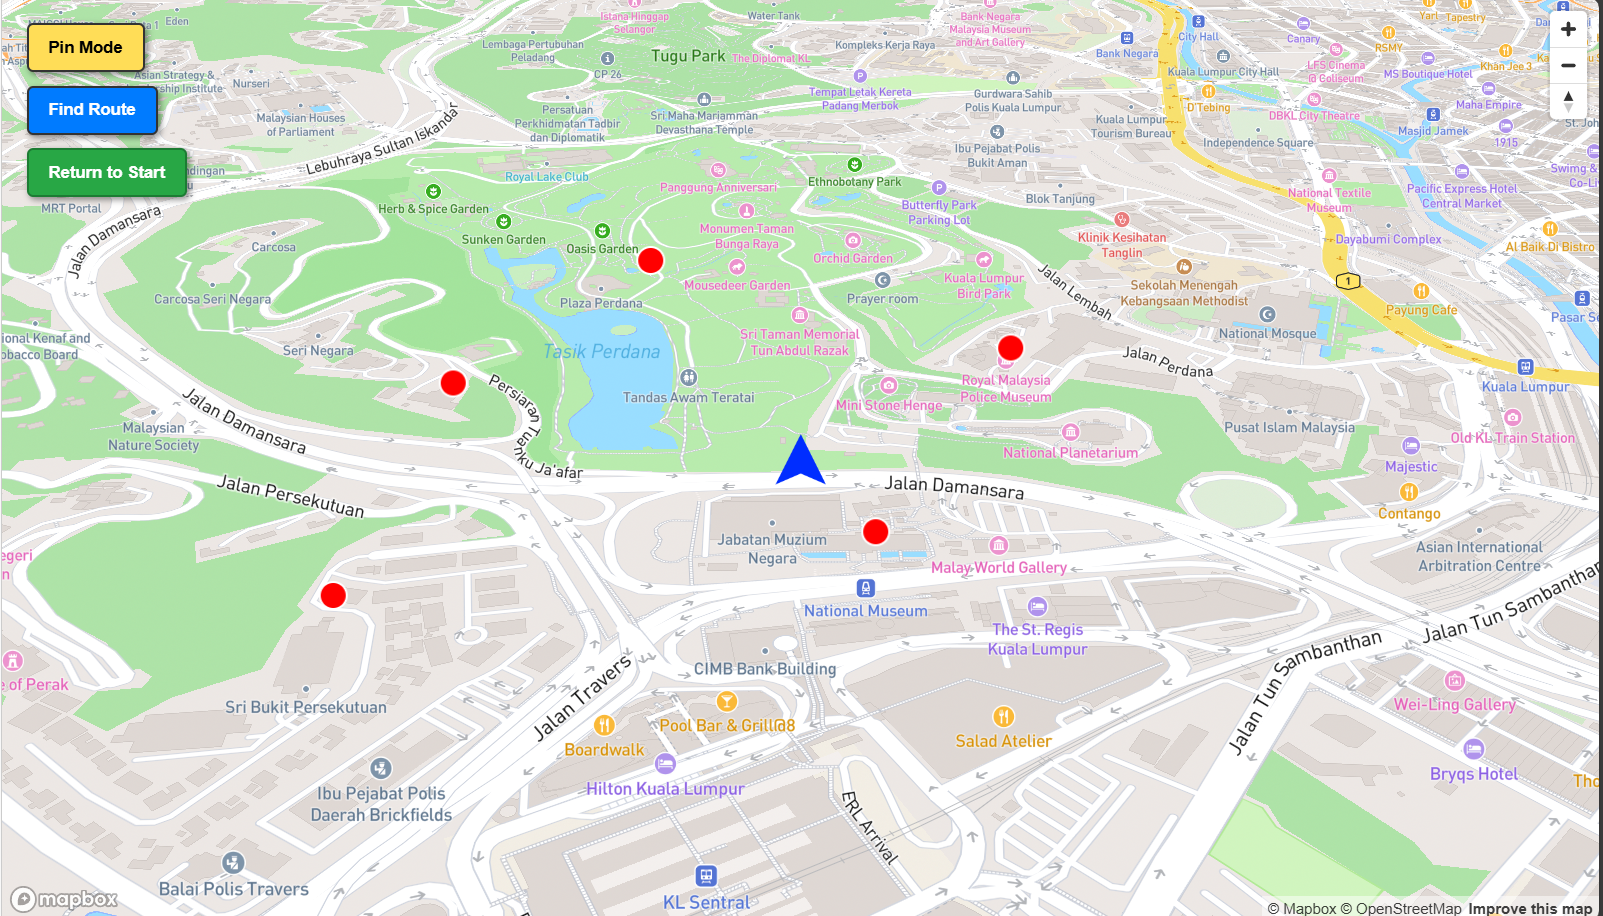 Pin Mode
Find Route
Return to Start
Eden
Istana Hinggap
Selangor
Water Tank
Bank Negara
Malaysia Museum
and Art Gallery
City Hall
Canary
Yarl
Tapestry
Lembaga Pertubuhan
Peladang
Tugu Park
The Diplomat KL
Kompleks Kerja Raya
Bank Negara
RSMY
LFS Cinema
@ Coliseum
Khan Jee 3
CP 26
Asian Strategy &
Leadership Institute
Nurseri
Tempat Letak Kereta
Padang Merbok
Gurdwara Sahib
Polis Kuala Lumpur
Kuala Lumpur City Hall
MS Boutique Hotel
Malaysian Houses
of Parliament
Lebuhraya Sultan Iskandar
Persatuan
Perkhidmatan Tadbir
dan Diplomatik
Sri Maha Mariamman
Devasthana Temple
D'Tebing
DBKL City Theatre
Maha Empire
Kuala Lumpur
Tourism Bureau
Masjid Jamek
St. Joh
Ibu Pejabat Polis
Bukit Aman
Independence Square
1915
MRT Portal
Royal Lake Club
Panggung Anniversari
Ethnobotany Park
Swing &
Co-Li
Herb & Spice Garden
Butterfly Park
Parking Lot
Blok Tanjung
National Textile
Museum
Pacific Express Hotel
Central Market
Jalan Damansara
Carcosa
Sunken Garden
Oasis Garden
Monumen Taman
Bunga Raya
Orchid Garden
Klinik Kesihatan
Tanglin
Dayabumi Complex
Al Baik Di Bistro
Carcosa Seri Negara
Plaza Perdana
Mousedeer Garden
Prayer room
Kuala Lumpur
Bird Park
Jalan Lembah
Sekolah Menengah
Kebangsaan Methodist
1
Payung Cafe
Pasar Se
ional Kenaf and
obacco Board
Seri Negara
Tasik Perdana
Sri Taman Memorial
Tun Abdul Razak
National Mosque
Jalan Perdana
Persiaran Tuanku Ja'afar
Tandas Awam Teratai
Mini Stone Henge
Royal Malaysia
Police Museum
Kuala Lumpur
Jalan Damansara
Malaysian
Nature Society
Pusat Islam Malaysia
Old KL Train Station
National Planetarium
Majestic
Jalan Persekutuan
Jalan Damansara
Contango
Jabatan Muzium
Negara
Malay World Gallery
Asian International
Arbitration Centre
egeri
n
National Museum
The St. Regis
Kuala Lumpur
Jalan Tun Sambanthan
Jalan Tun Sambanthan
e of Perak
CIMB Bank Building
Jalan Travers
Sri Bukit Persekutuan
Pool Bar & Grill@8
Boardwalk
Salad Atelier
Wei-Ling Gallery
Jalan Tun Sambanthan
Hilton Kuala Lumpur
Bryqs Hotel
Tho
Ibu Pejabat Polis
Daerah Brickfields
ERL Arrival
Balai Polis Travers
KL Sentral
mapbox
© Mapbox © OpenStreetMap Improve this map